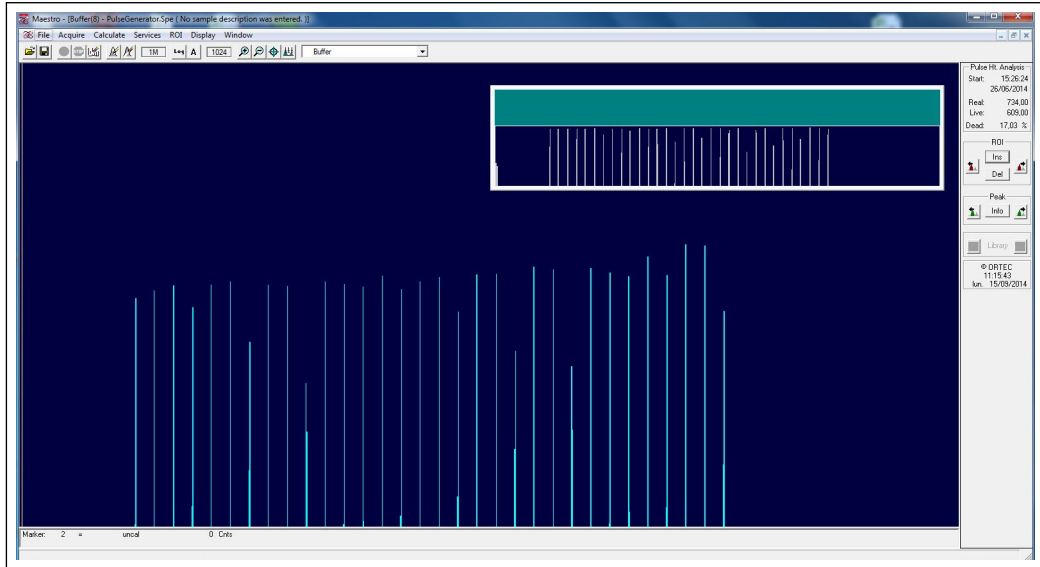 Maestro - [Buffer(8) - PulseGenerator.Spe ( No sample description was entered. )]
File Acquire Calculate Services ROI Display Window
1M Log A 1024 Buffer
Pulse Ht. Analysis
Start: 15:26:24
26/06/2014
Real: 734,00
Live: 609,00
Dead: 17,03 %
ROI
Ins
Del
Peak
Info
Library
© ORTEC
11:15:43
lun. 15/09/2014
Marker: 2 = uncal 0 Cnts